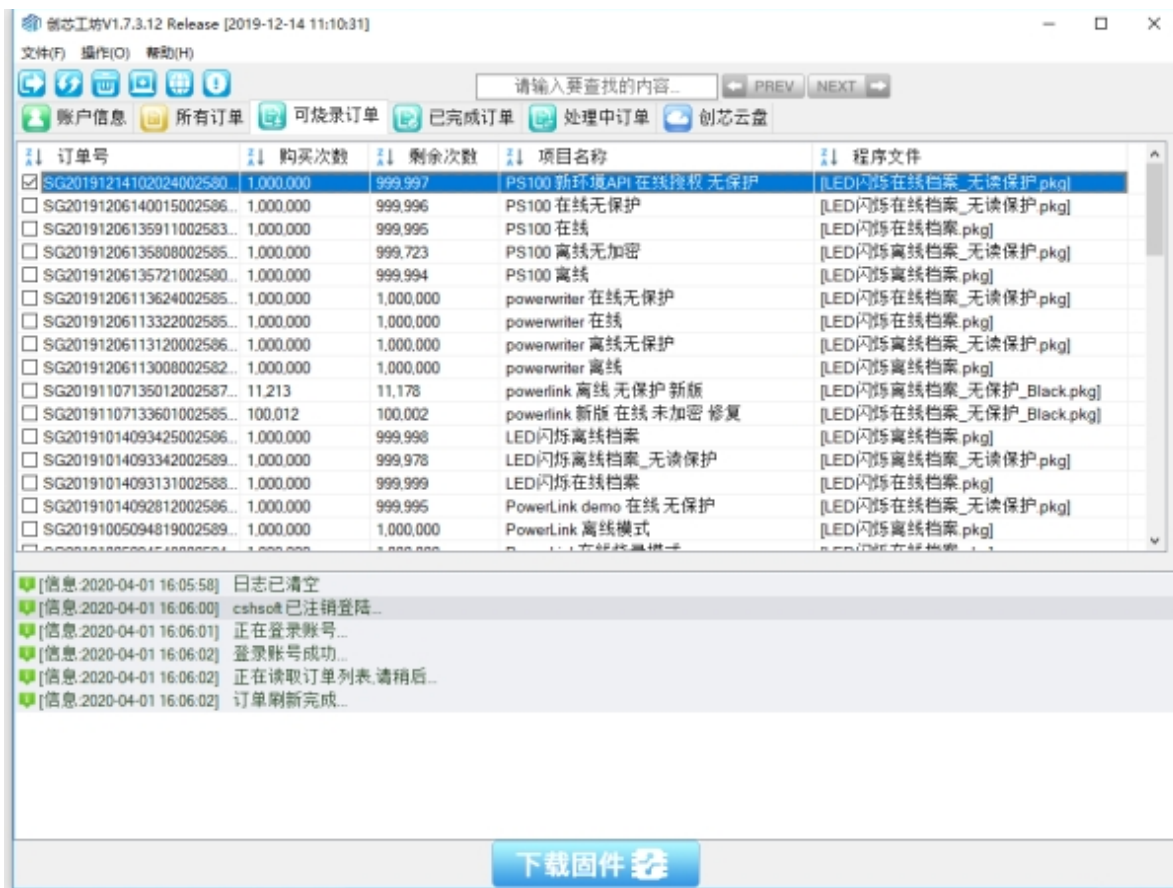 创芯工坊V1.7.3.12 Release [2019-12-14 11:10:31]
文件(F) 操作(O) 帮助(H)
请输入要查找的内容... PREV NEXT
账户信息 所有订单 可烧录订单 已完成订单 处理中订单 创芯云盘
订单号 购买次数 剩余次数 项目名称 程序文件
SG201912141020240025​80... 1,000,000 999,997 PS100 新环境API 在线授权 无保护 [LED闪烁在线档案_无读保护.pkg]
SG20191206140015002586... 1,000,000 999,996 PS100 在线无保护 [LED闪烁在线档案_无读保护.pkg]
SG20191206135911002583... 1,000,000 999,995 PS100 在线 [LED闪烁在线档案.pkg]
SG20191206135808002585... 1,000,000 999,723 PS100 离线无加密 [LED闪烁离线档案_无读保护.pkg]
SG20191206135721002580... 1,000,000 999,994 PS100 离线 [LED闪烁离线档案.pkg]
SG20191206113624002585... 1,000,000 1,000,000 powerwriter 在线无保护 [LED闪烁在线档案_无读保护.pkg]
SG20191206113322002585... 1,000,000 1,000,000 powerwriter 在线 [LED闪烁在线档案.pkg]
SG20191206113120002586... 1,000,000 1,000,000 powerwriter 离线无保护 [LED闪烁离线档案_无读保护.pkg]
SG20191206113008002582... 1,000,000 1,000,000 powerwriter 离线 [LED闪烁离线档案.pkg]
SG20191107135012002587... 11,213 11,178 powerlink 离线 无保护 新版 [LED闪烁离线档案_无保护_Black.pkg]
SG20191107133601002585... 100,012 100,002 powerlink 新版 在线 未加密 修复 [LED闪烁在线档案_无保护_Black.pkg]
SG20191014093425002586... 1,000,000 999,998 LED闪烁离线档案 [LED闪烁离线档案.pkg]
SG20191014093342002589... 1,000,000 999,978 LED闪烁离线档案_无读保护 [LED闪烁离线档案_无读保护.pkg]
SG20191014093131002588... 1,000,000 999,999 LED闪烁在线档案 [LED闪烁在线档案.pkg]
SG20191014092812002586... 1,000,000 999,995 PowerLink demo 在线 无保护 [LED闪烁在线档案_无读保护.pkg]
SG20191005094819002589... 1,000,000 1,000,000 PowerLink 离线模式 [LED闪烁离线档案.pkg]
[信息:2020-04-01 16:05:58] 日志已清空
[信息:2020-04-01 16:06:00] cshsoft 已注销登陆...
[信息:2020-04-01 16:06:01] 正在登录账号...
[信息:2020-04-01 16:06:02] 登录账号成功...
[信息:2020-04-01 16:06:02] 正在读取订单列表,请稍后...
[信息:2020-04-01 16:06:02] 订单刷新完成...
下载固件